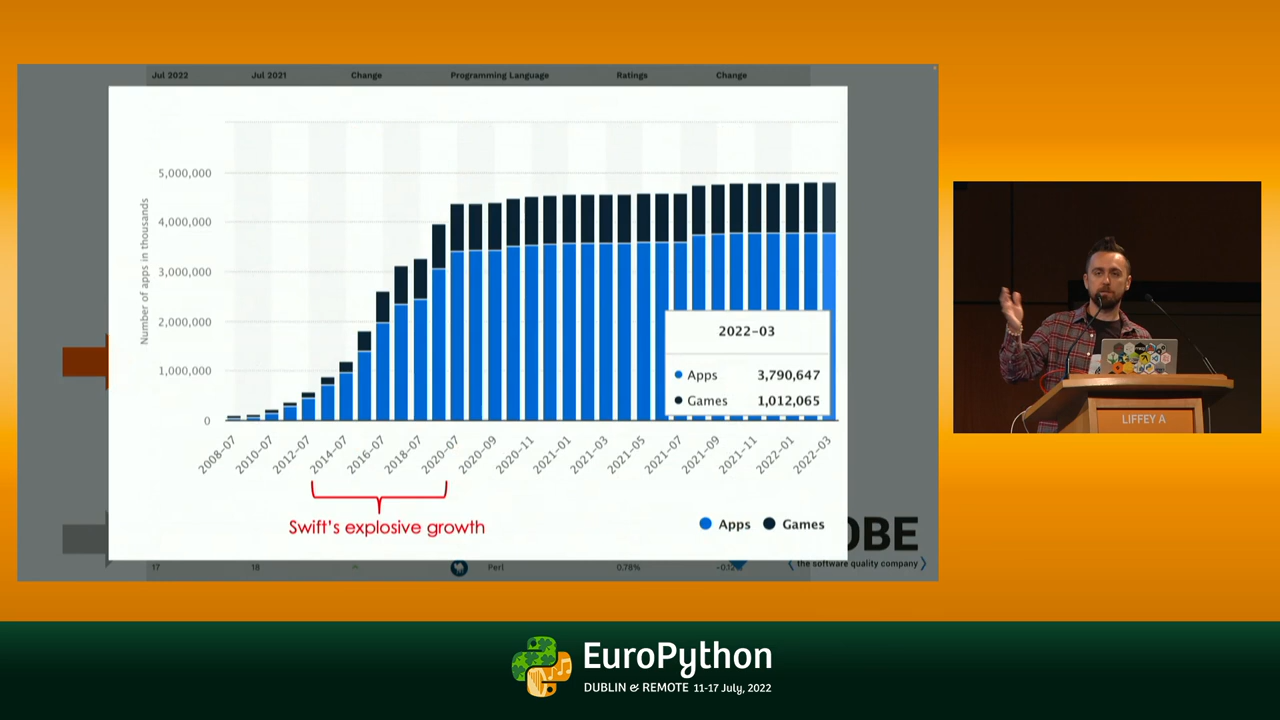 Jul 2022 Jul 2021 Change Programming Language Ratings Change
Number of apps in thousands
5,000,000
4,000,000
3,000,000
2,000,000
1,000,000
0
2022-03
Apps 3,790,647
Games 1,012,065
2008-07 2010-07 2012-07 2014-07 2016-07 2018-07 2020-07 2020-09 2020-11 2021-01 2021-03 2021-05 2021-07 2021-09 2021-11 2022-01 2022-03
Swift's explosive growth
Apps Games
OBE
the software quality company
17 18 Perl 0.78%
LIFFEY A
EuroPython
DUBLIN & REMOTE 11-17 July, 2022